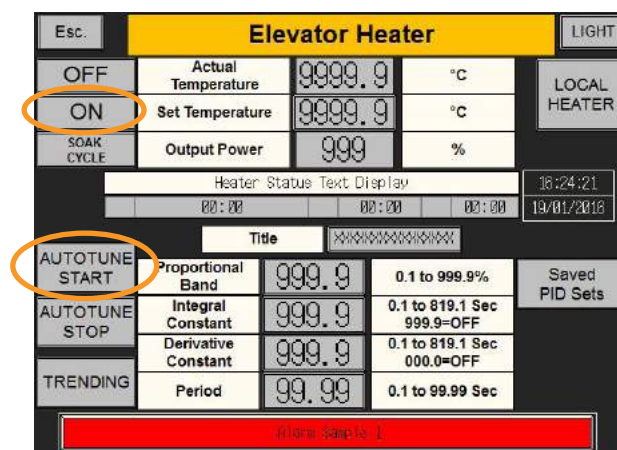 Esc.
Elevator Heater
LIGHT
OFF
Actual
Temperature
9999.9
°C
LOCAL
HEATER
ON
Set Temperature
9999.9
°C
SOAK
CYCLE
Output Power
999
%
Heater Status Text Display
16:24:21
00:00
00:00
00:00
19/01/2016
Title
XXXXXXXXXXXX
AUTOTUNE
START
Proportional
Band
999.9
0.1 to 999.9%
Saved
PID Sets
AUTOTUNE
STOP
Integral
Constant
999.9
0.1 to 819.1 Sec
999.9=OFF
Derivative
Constant
999.9
0.1 to 819.1 Sec
000.0=OFF
TRENDING
Period
99.99
0.1 to 99.99 Sec
Alarm Sample 1